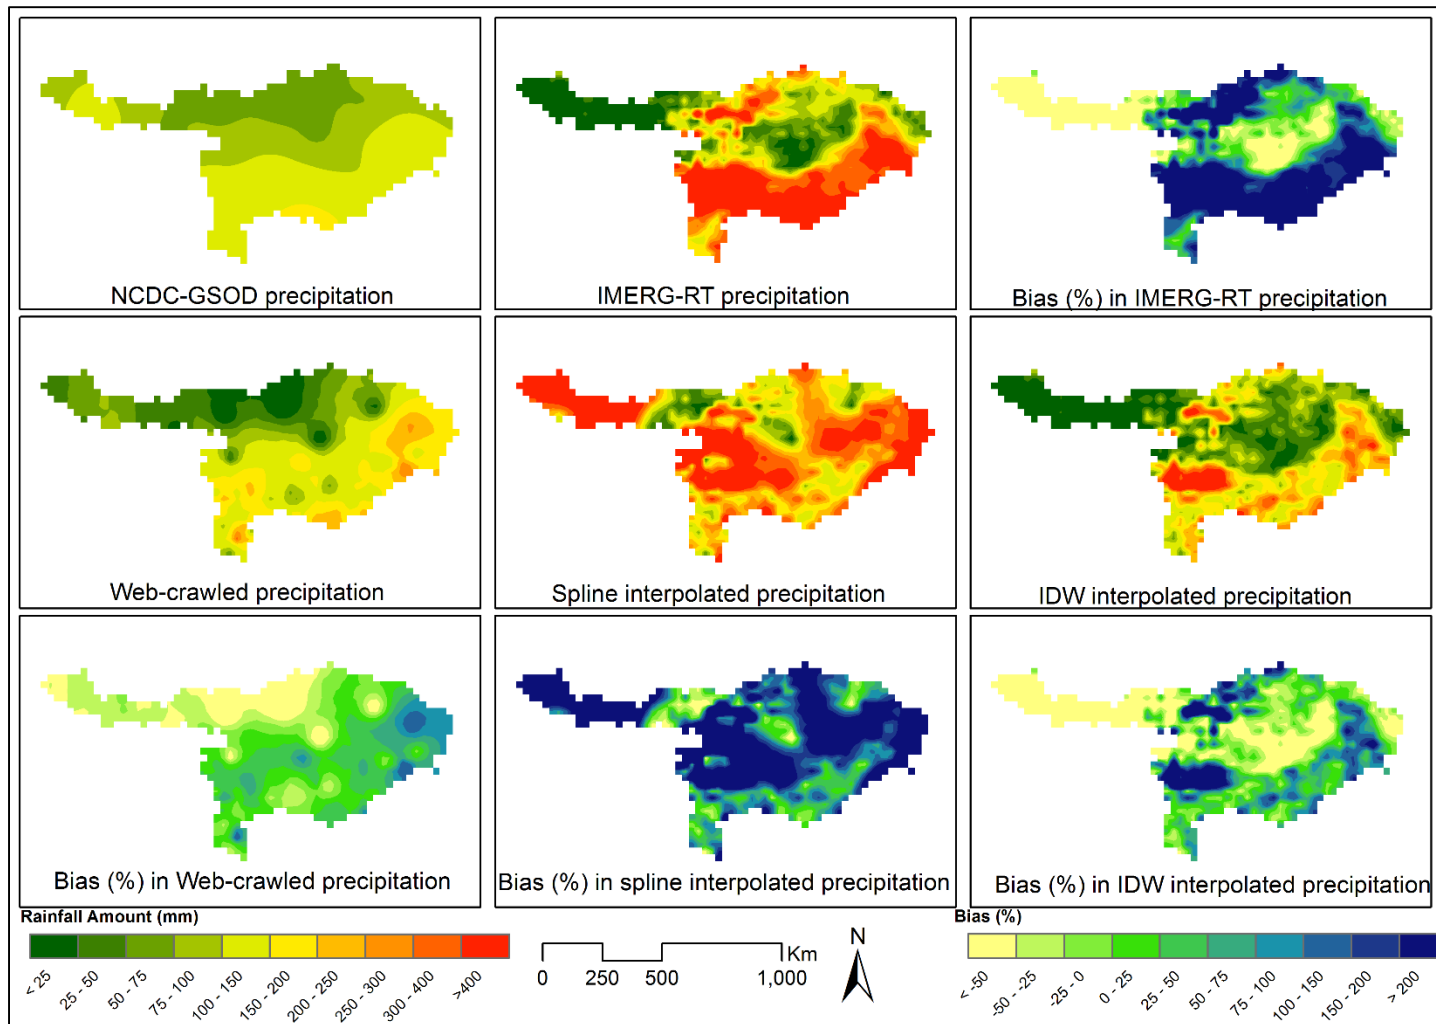 NCDC-GSOD precipitation
IMERG-RT precipitation
Bias (%) in IMERG-RT precipitation
Web-crawled precipitation
Spline interpolated precipitation
IDW interpolated precipitation
Bias (%) in Web-crawled precipitation
Bias (%) in spline interpolated precipitation
Bias (%) in IDW interpolated precipitation
Rainfall Amount (mm)
< 25
25 - 50
50 - 75
75 - 100
100 - 150
150 - 200
200 - 250
250 - 300
300 - 400
>400
Km
0 250 500 1,000
N
Bias (%)
< -50
-50 - -25
-25 - 0
0 - 25
25 - 50
50 - 75
75 - 100
100 - 150
150 - 200
> 200